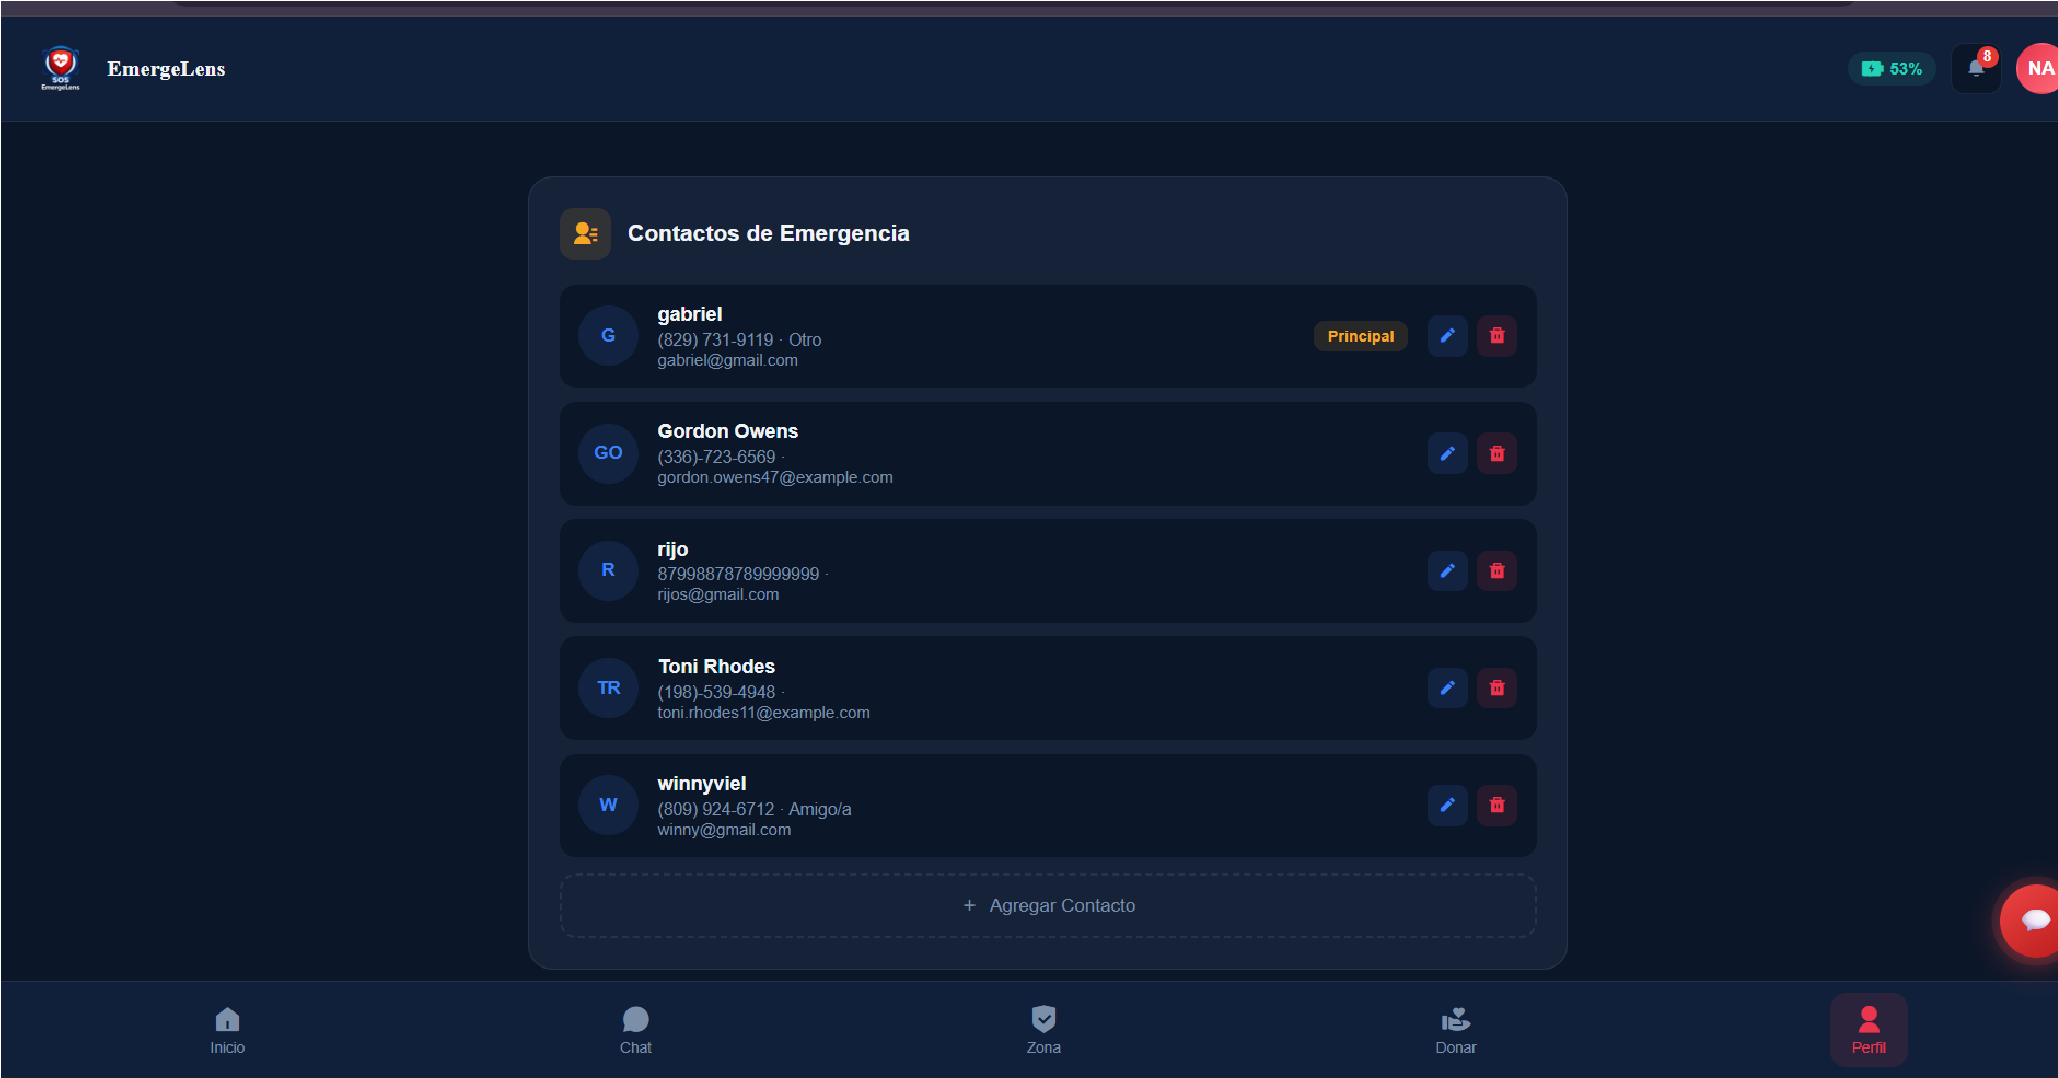 SOS
EmergeLens
EmergeLens
53%
8
NA
Contactos de Emergencia
G
gabriel
(829) 731-9119 · Otro
gabriel@gmail.com
Principal
GO
Gordon Owens
(336)-723-6569 ·
gordon.owens47@example.com
R
rijo
87998878789999999 ·
rijos@gmail.com
TR
Toni Rhodes
(198)-539-4948 ·
toni.rhodes11@example.com
W
winnyviel
(809) 924-6712 · Amigo/a
winny@gmail.com
+ Agregar Contacto
Inicio
Chat
Zona
Donar
Perfil